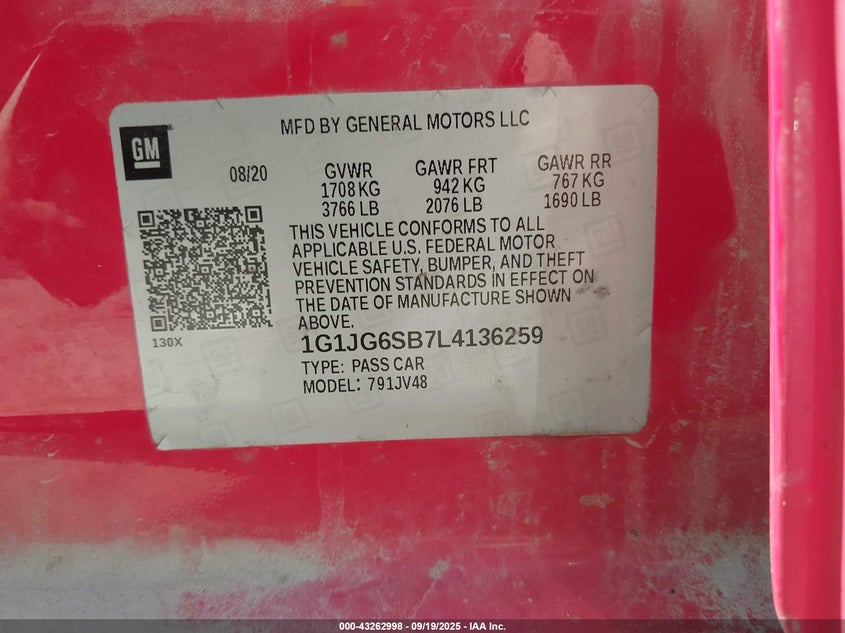 GM
MFD BY GENERAL MOTORS LLC
08/20
GVWR GAWR FRT GAWR RR
1708 KG 942 KG 767 KG
3766 LB 2076 LB 1690 LB
THIS VEHICLE CONFORMS TO ALL
APPLICABLE U.S. FEDERAL MOTOR
VEHICLE SAFETY, BUMPER, AND THEFT
PREVENTION STANDARDS IN EFFECT ON
THE DATE OF MANUFACTURE SHOWN
ABOVE.
130X
1G1JG6SB7L4136259
TYPE: PASS CAR
MODEL: 791JV48
000-43262998 - 09/19/2025 - IAA Inc.